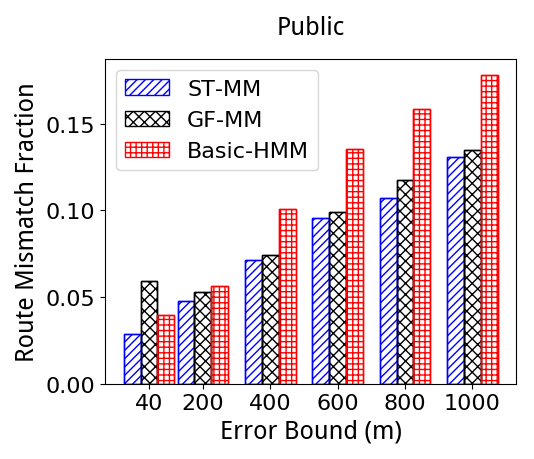 Public
ST-MM
GF-MM
Basic-HMM
Route Mismatch Fraction
0.15
0.10
0.05
0.00
40 200 400 600 800 1000
Error Bound (m)